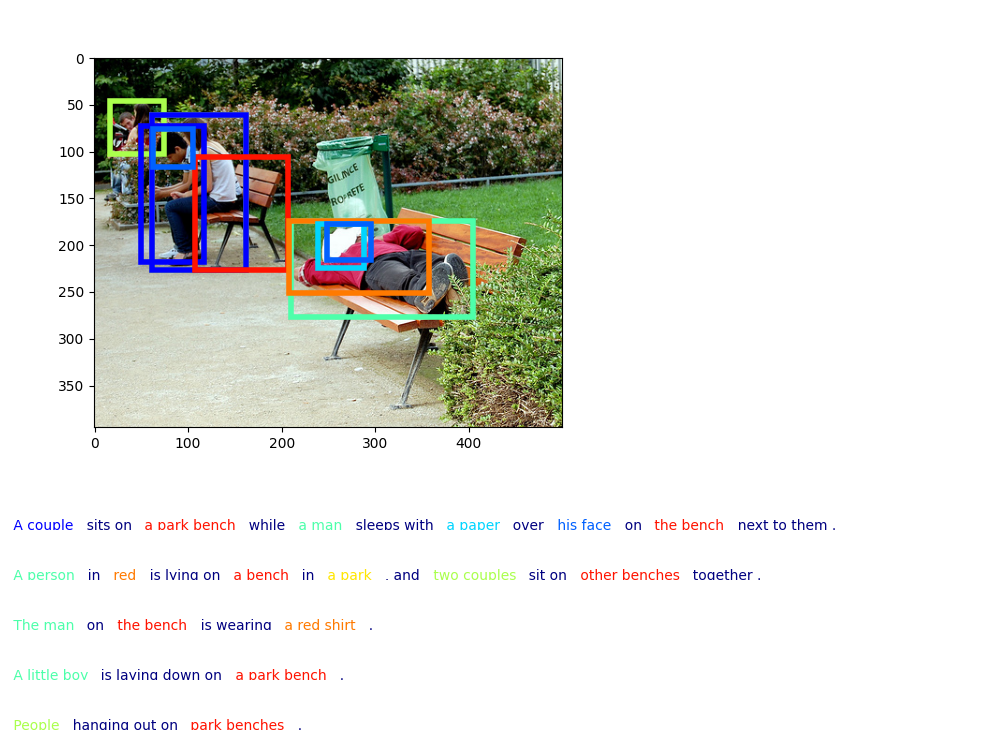 0
50
100
150
200
250
300
350
0 100 200 300 400
GILINCE
ROPRETE
A couple sits on a park bench while a man sleeps with a paper over his face on the bench next to them .
A person in red is lying on a bench in a park , and two couples sit on other benches together .
The man on the bench is wearing a red shirt .
A little boy is laying down on a park bench .
People hanging out on park benches .